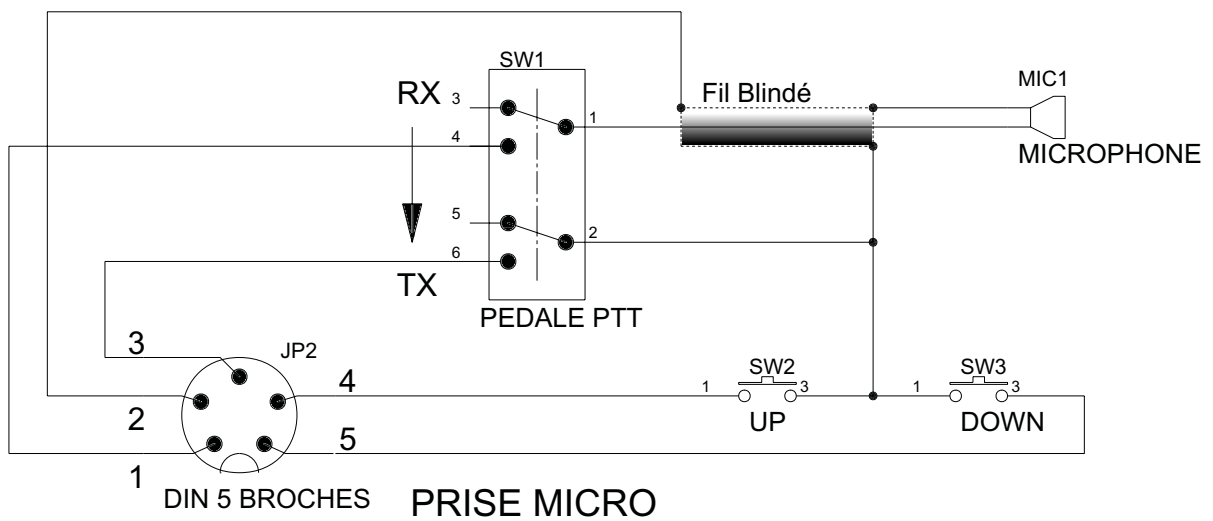 SW1
RX
3
1
4
Fil Blindé
MIC1
MICROPHONE
5
2
6
TX
PEDALE PTT
3
JP2
4
2
1
5
DIN 5 BROCHES
PRISE MICRO
SW2
1
3
UP
SW3
1
3
DOWN